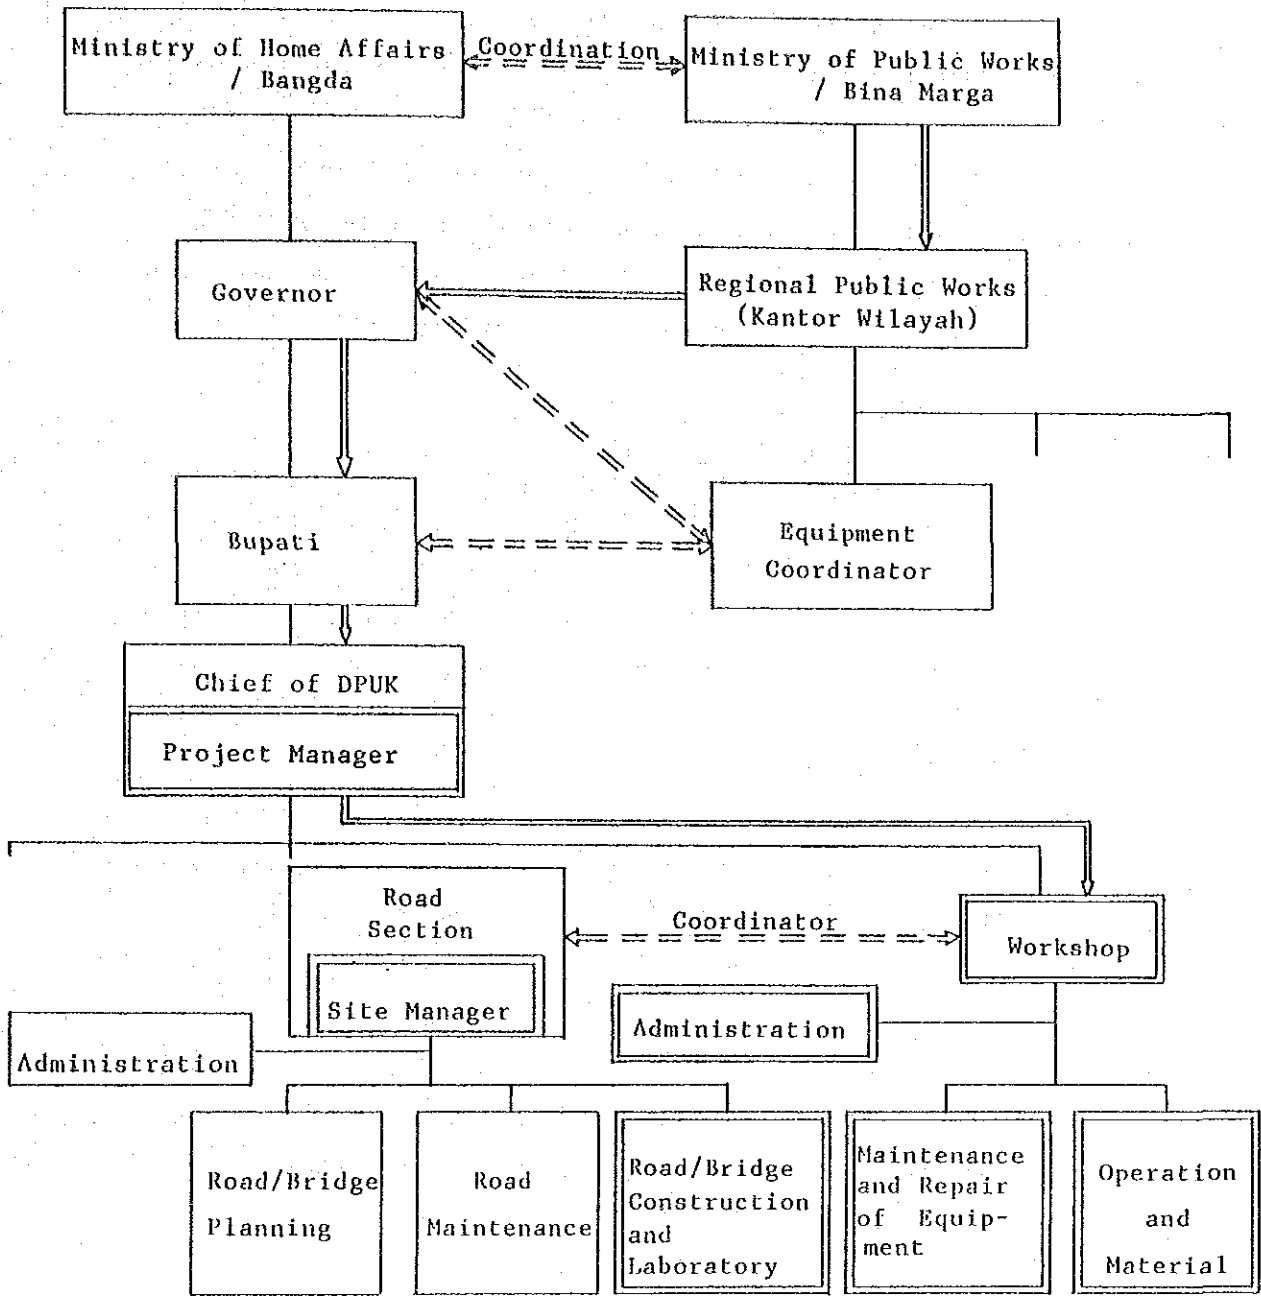 Ministry of Home Affairs
/ Bangda
Coordination
Ministry of Public Works
/ Bina Marga
Governor
Regional Public Works
(Kantor Wilayah)
Bupati
Equipment
Coordinator
Chief of DPUK
Project Manager
Road
Section
Site Manager
Coordinator
Workshop
Administration
Administration
Road/Bridge
Planning
Road
Maintenance
Road/Bridge
Construction
and
Laboratory
Maintenance
and Repair
of Equip-
ment
Operation
and
Material